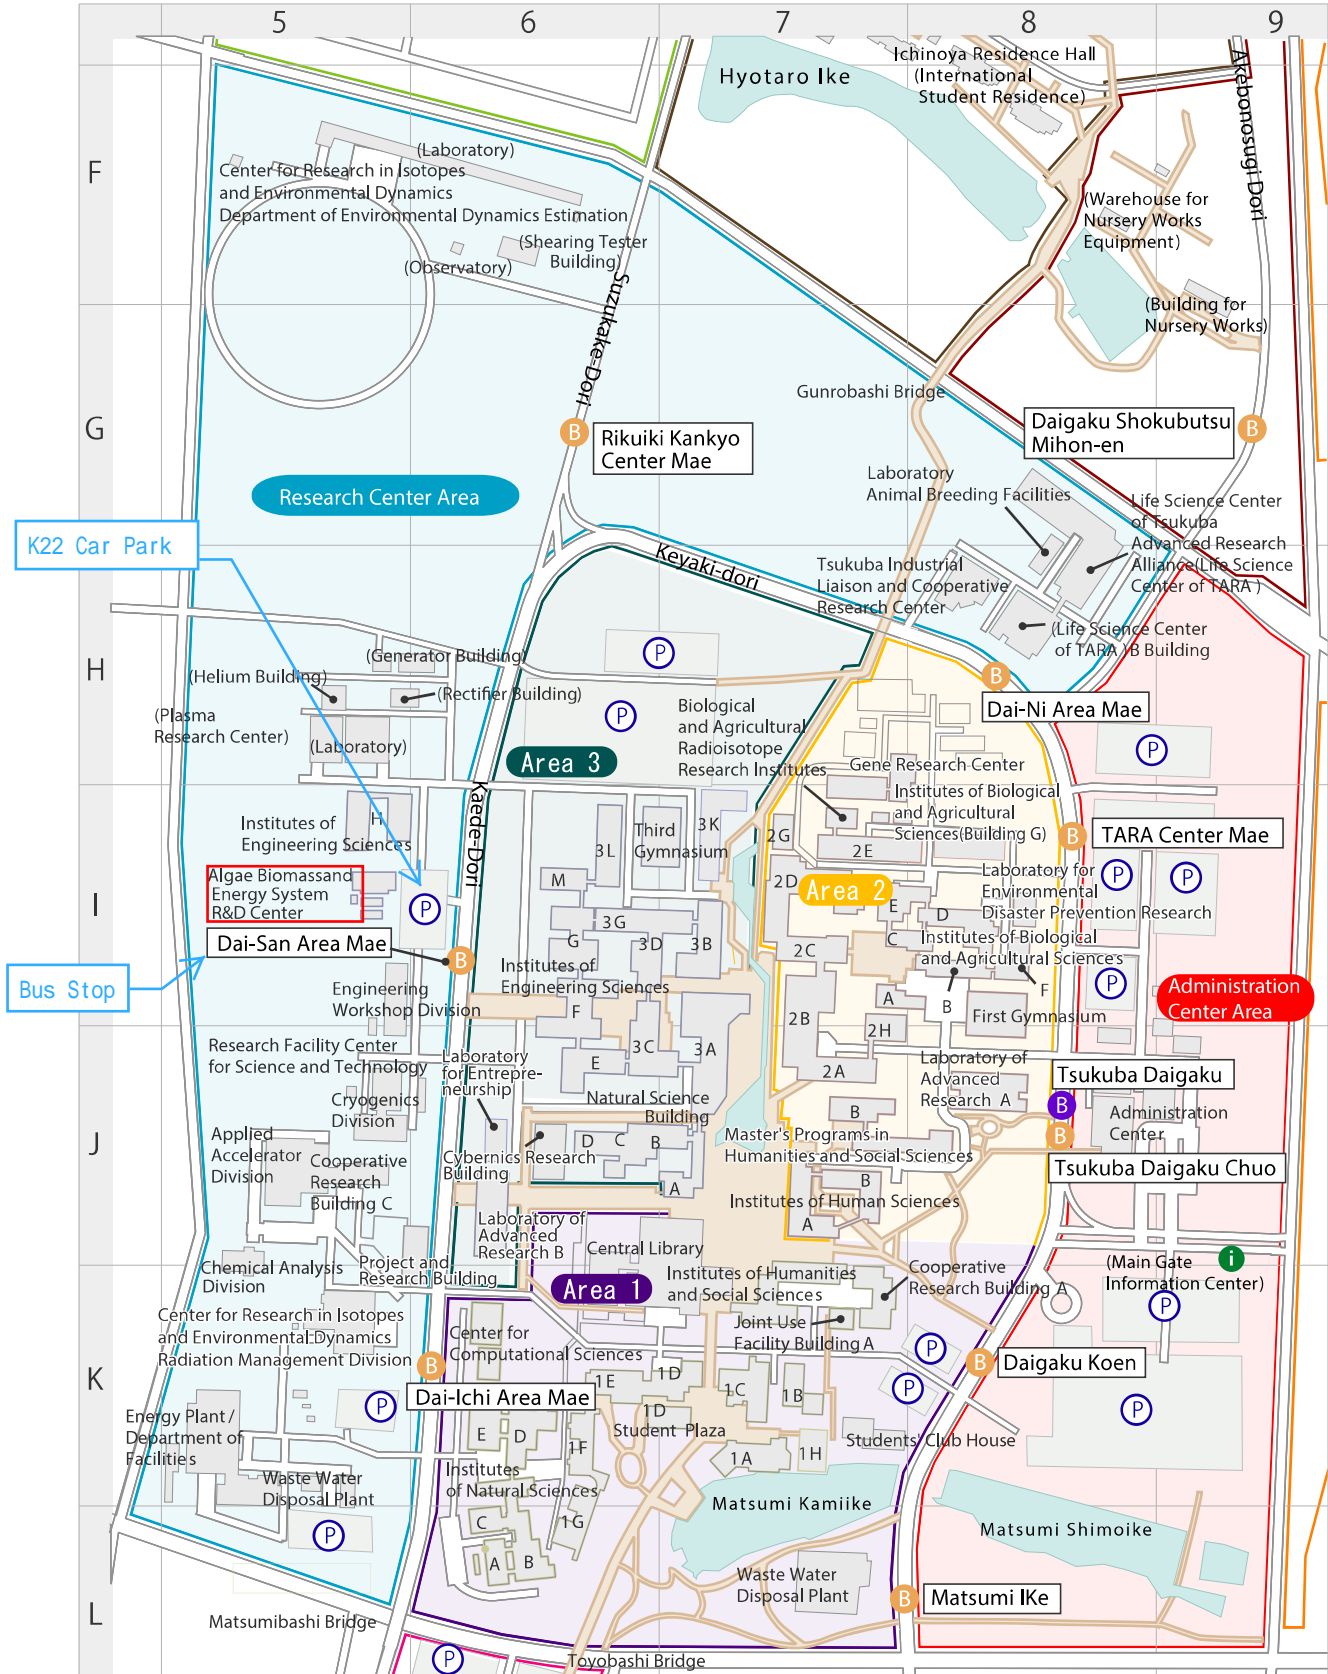 5
6
7
8
9
F
G
H
I
J
K
L
Hyotaro Ike
Ichinoya Residence Hall
(International
Student Residence)
Akebonosugi Dori
(Laboratory)
Center for Research in Isotopes
and Environmental Dynamics
Department of Environmental Dynamics Estimation
(Shearing Tester
Building)
(Observatory)
Suzukake-Dori
(Warehouse for
Nursery Works
Equipment)
(Building for
Nursery Works)
Gunrobashi Bridge
B
Rikuiki Kankyo
Center Mae
Daigaku Shokubutsu
Mihon-en
B
Research Center Area
Laboratory
Animal Breeding Facilities
Life Science Center
of Tsukuba
Advanced Research
Alliance(Life Science
Center of TARA )
K22 Car Park
Keyaki-dori
Tsukuba Industrial
Liaison and Cooperative
Research Center
(Life Science Center
of TARA )B Building
(Generator Building)
P
(Helium Building)
(Rectifier Building)
B
Dai-Ni Area Mae
(Plasma
Research Center)
(Laboratory)
P
Biological
and Agricultural
Radioisotope
Research Institutes
P
Area 3
Gene Research Center
Kaede-Dori
Institutes of Biological
and Agricultural
Sciences(Building G)
H
Institutes of
Engineering Sciences
3L
Third
Gymnasium
3K
2G
2E
B
TARA Center Mae
Algae Biomassand
Energy System
R&D Center
M
2D
Area 2
E
D
Laboratory for
Environmental
Disaster Prevention Research
P
P
P
3G
G
3D
3B
2C
C
Dai-San Area Mae
B
Institutes of
Engineering Sciences
Institutes of Biological
and Agricultural Sciences
Bus Stop
Engineering
Workshop Division
F
A
B
F
P
Administration
Center Area
2B
2H
First Gymnasium
Research Facility Center
for Science and Technology
Laboratory
for Entrepre-
neurship
E
3C
3A
2A
Laboratory of
Advanced
Research A
Tsukuba Daigaku
B
Cryogenics
Division
Natural Science
Building
B
Administration
Center
Applied
Accelerator
Division
Cooperative
Research
Building C
Cybernics Research
Building
D
C
B
A
Master's Programs in
Humanities and Social Sciences
B
Tsukuba Daigaku Chuo
Institutes of Human Sciences
B
A
Laboratory of
Advanced
Research B
Central Library
Chemical Analysis
Division
Project and
Research Building
i
(Main Gate
Information Center)
Area 1
Institutes of Humanities
and Social Sciences
Cooperative
Research Building A
Center for Research in Isotopes
and Environmental Dynamics
Radiation Management Division
Center for
Computational Sciences
Joint Use
Facility Building A
P
P
B
Dai-Ichi Area Mae
B
Daigaku Koen
1E
1D
1C
1B
P
P
P
1D
Student Plaza
Energy Plant /
Department of
Facilities
E
D
1F
1A
1H
Students' Club House
Waste Water
Disposal Plant
Institutes
of Natural Sciences
Matsumi Kamiike
P
C
1G
A
B
Matsumi Shimoike
Waste Water
Disposal Plant
B
Matsumi IKe
Matsumibashi Bridge
P
Toyobashi Bridge